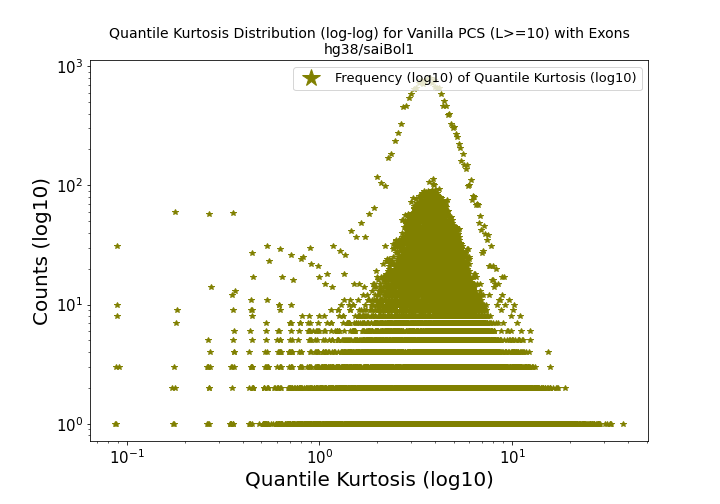 Quantile Kurtosis Distribution (log-log) for Vanilla PCS (L>=10) with Exons
hg38/saiBol1
Frequency (log10) of Quantile Kurtosis (log10)
Counts (log10)
10³
10²
10¹
10⁰
10⁻¹
10⁰
10¹
Quantile Kurtosis (log10)